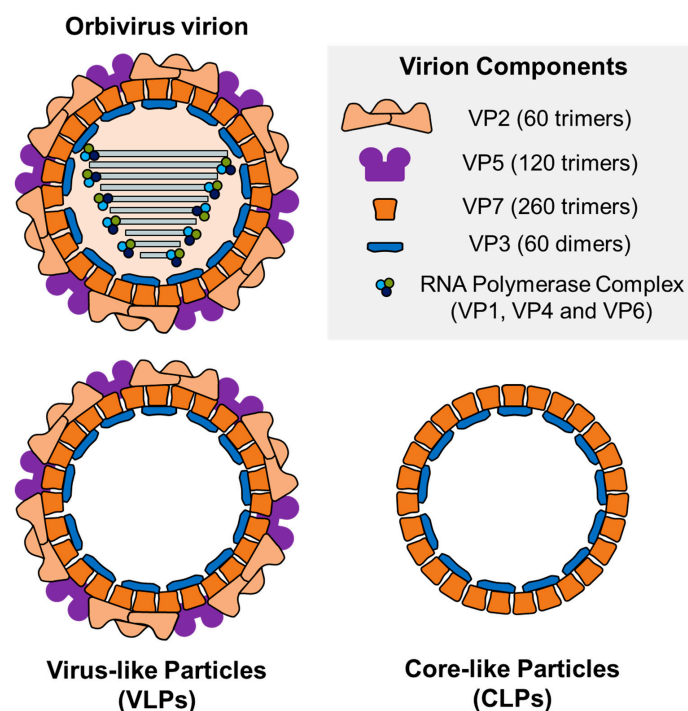 Orbivirus virion
Virion Components
VP2 (60 trimers)
VP5 (120 trimers)
VP7 (260 trimers)
VP3 (60 dimers)
RNA Polymerase Complex
(VP1, VP4 and VP6)
Virus-like Particles
(VLPs)
Core-like Particles
(CLPs)